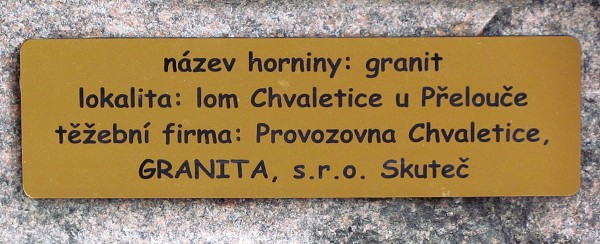 název horniny: granit
lokalita: lom Chvaletice u Přelouče
těžební firma: Provozovna Chvaletice,
GRANITA, s.r.o. Skuteč